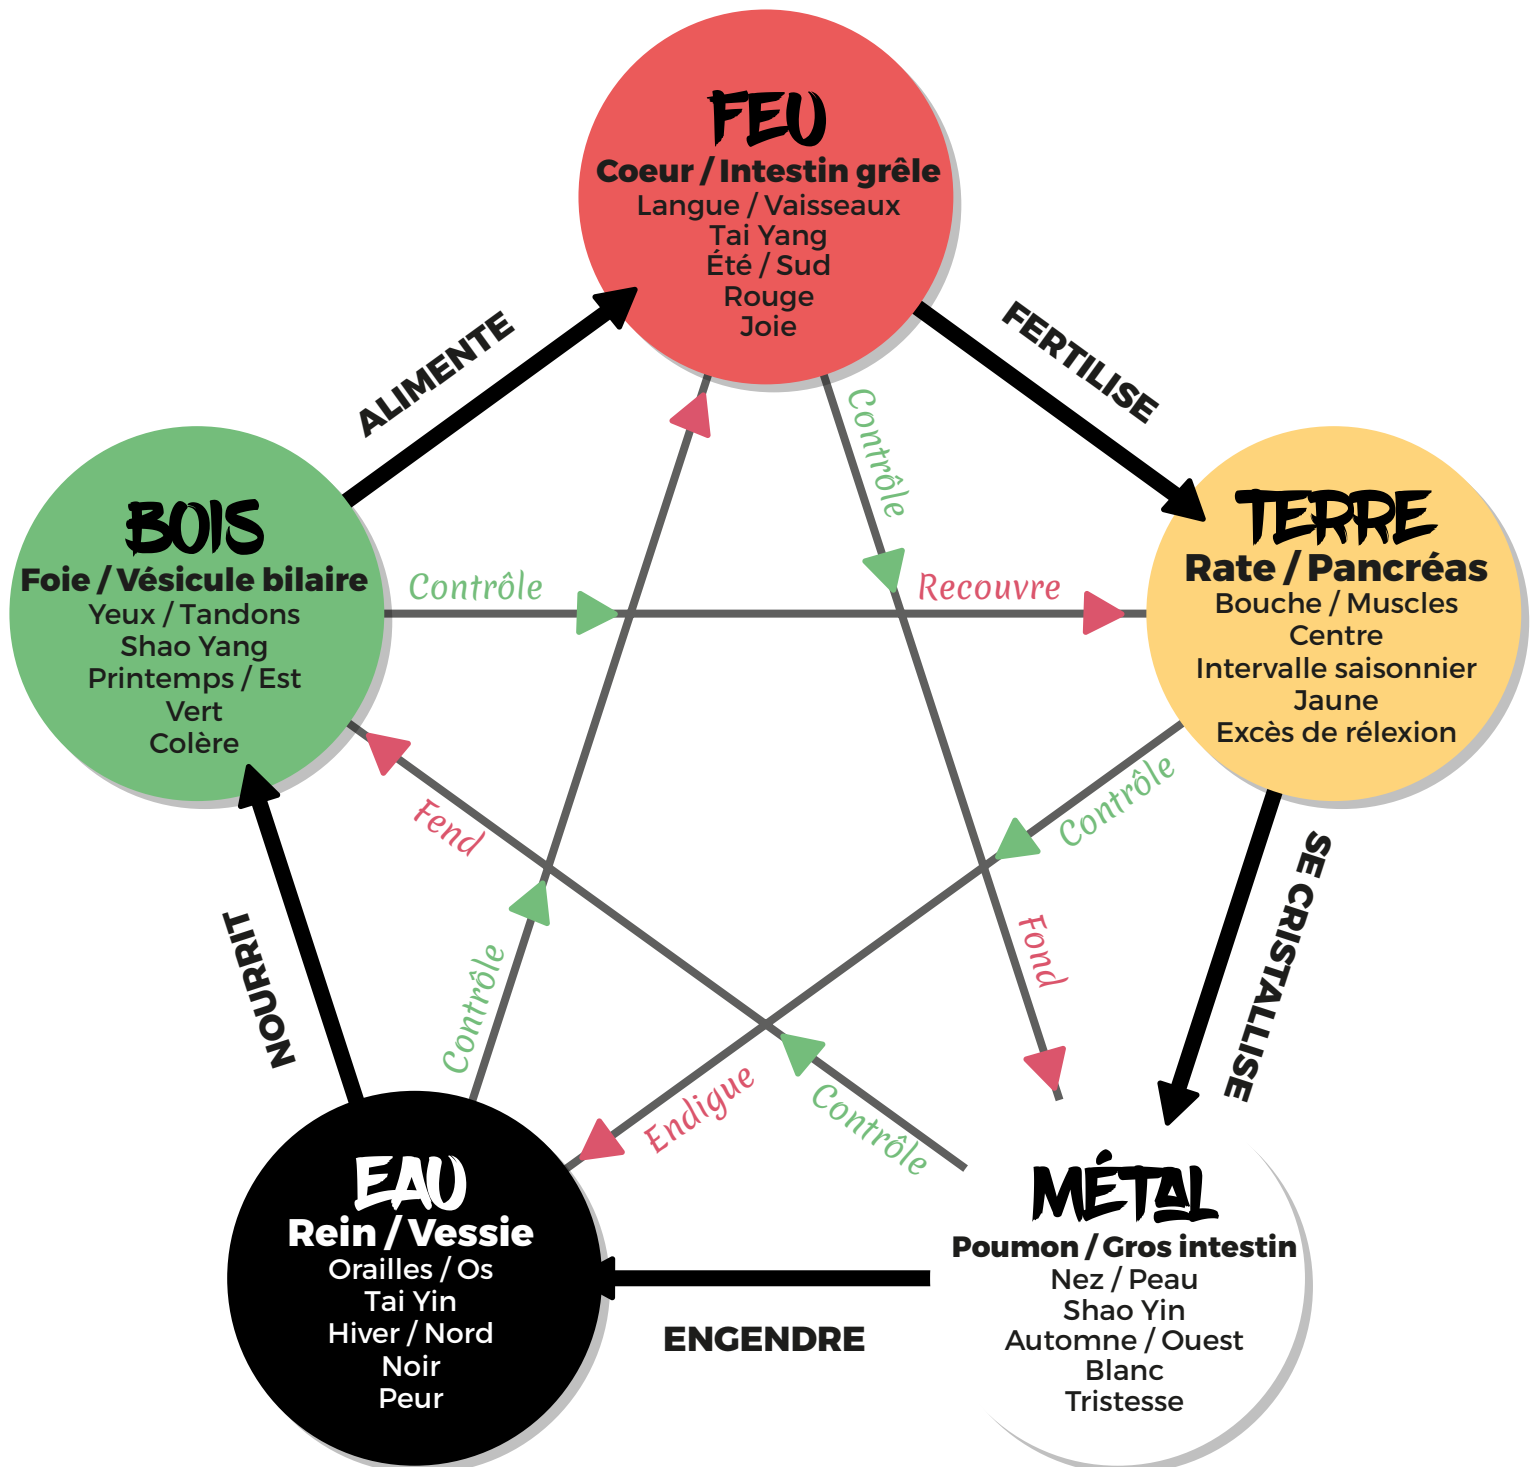 FEU
Coeur / Intestin grêle
Langue / Vaisseaux
Tai Yang
Été / Sud
Rouge
Joie
ALIMENTE
FERTILISE
Contrôle
BOIS
Foie / Vésicule bilaire
Yeux / Tandons
Shao Yang
Printemps / Est
Vert
Colère
Contrôle
Recouvre
TERRE
Rate / Pancréas
Bouche / Muscles
Centre
Intervalle saisonnier
Jaune
Excès de rélexion
Fend
Contrôle
NOURRIT
Contrôle
Fond
SE CRISTALLISE
Endigue
Contrôle
EAU
Rein / Vessie
Orailles / Os
Tai Yin
Hiver / Nord
Noir
Peur
ENGENDRE
MÉTAL
Poumon / Gros intestin
Nez / Peau
Shao Yin
Automne / Ouest
Blanc
Tristesse